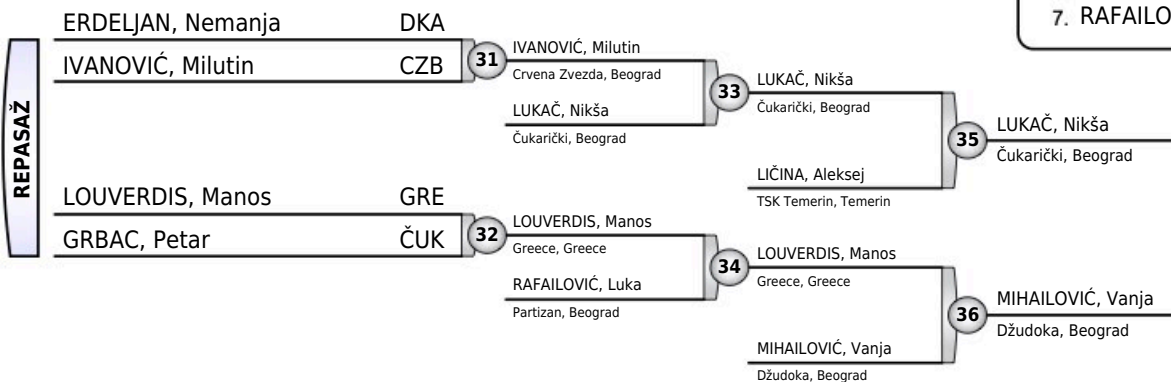 7. RAFAILO
REPASAŽ
ERDELJAN, Nemanja DKA
IVANOVIĆ, Milutin CZB
31
IVANOVIĆ, Milutin
Crvena Zvezda, Beograd
LUKAČ, Nikša
Čukarički, Beograd
33
LUKAČ, Nikša
Čukarički, Beograd
LIČINA, Aleksej
TSK Temerin, Temerin
35
LUKAČ, Nikša
Čukarički, Beograd
LOUVERDIS, Manos GRE
GRBAC, Petar ČUK
32
LOUVERDIS, Manos
Greece, Greece
RAFAILOVIĆ, Luka
Partizan, Beograd
34
LOUVERDIS, Manos
Greece, Greece
MIHAILOVIĆ, Vanja
Džudoka, Beograd
36
MIHAILOVIĆ, Vanja
Džudoka, Beograd